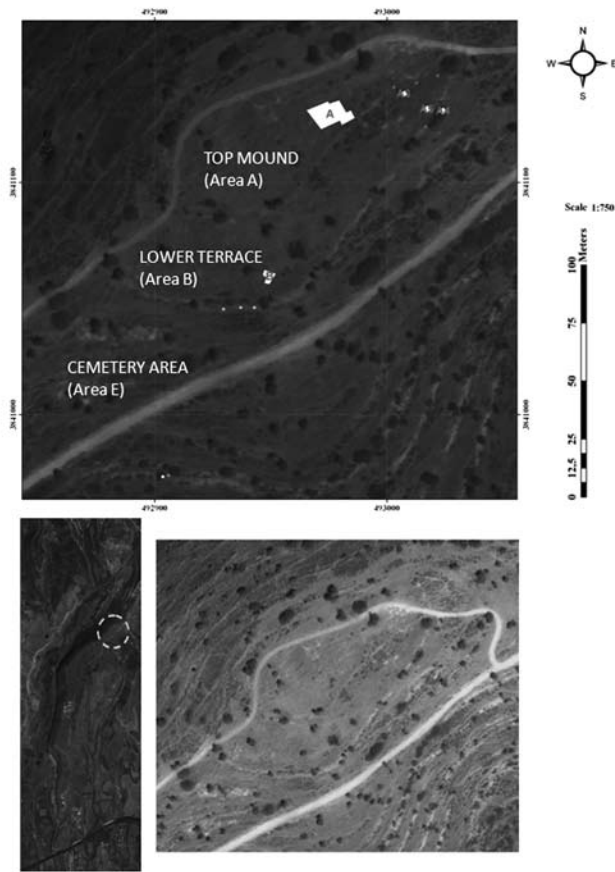 492900 493000
N
W E
S
A
TOP MOUND
(Area A)
3841100 3841100
Scale 1:750
Meters
100
75
50
25
12.5
0
LOWER TERRACE
(Area B)
CEMETERY AREA
(Area E)
3841000 3841000
492900 493000